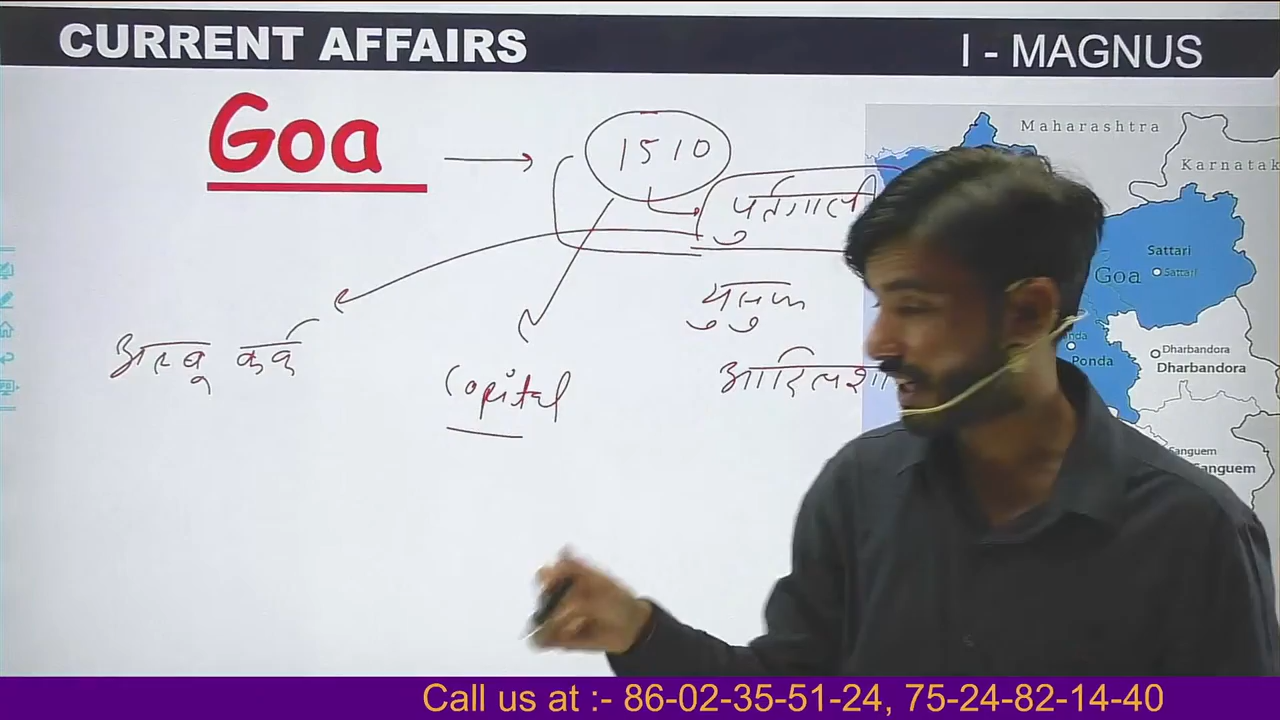 CURRENT AFFAIRS
I - MAGNUS
Goa
1510
Maharashtra
Karnatak
पुर्तगाली
Sattari
Goa
Sattari
युसुफ
अल्बू कर्क
Dharbandora
Ponda
Dharbandora
Capital
आदिलशा
Sanguem
Sanguem
Call us at :- 86-02-35-51-24, 75-24-82-14-40